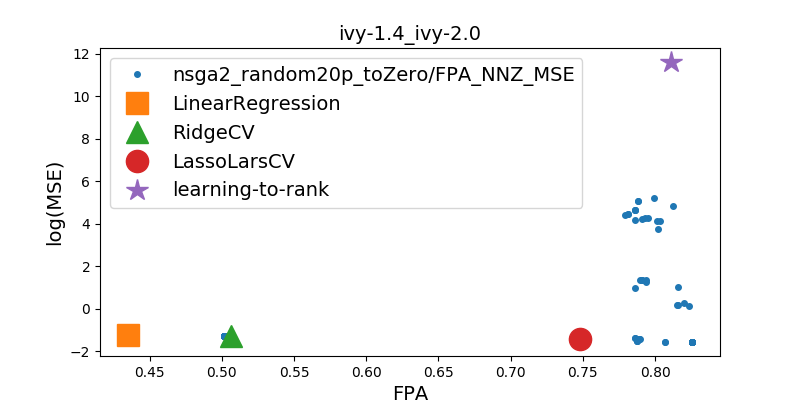 ivy-1.4_ivy-2.0
12
10
8
6
4
2
0
−2
log(MSE)
nsga2_random20p_toZero/FPA_NNZ_MSE
LinearRegression
RidgeCV
LassoLarsCV
learning-to-rank
0.45 0.50 0.55 0.60 0.65 0.70 0.75 0.80
FPA